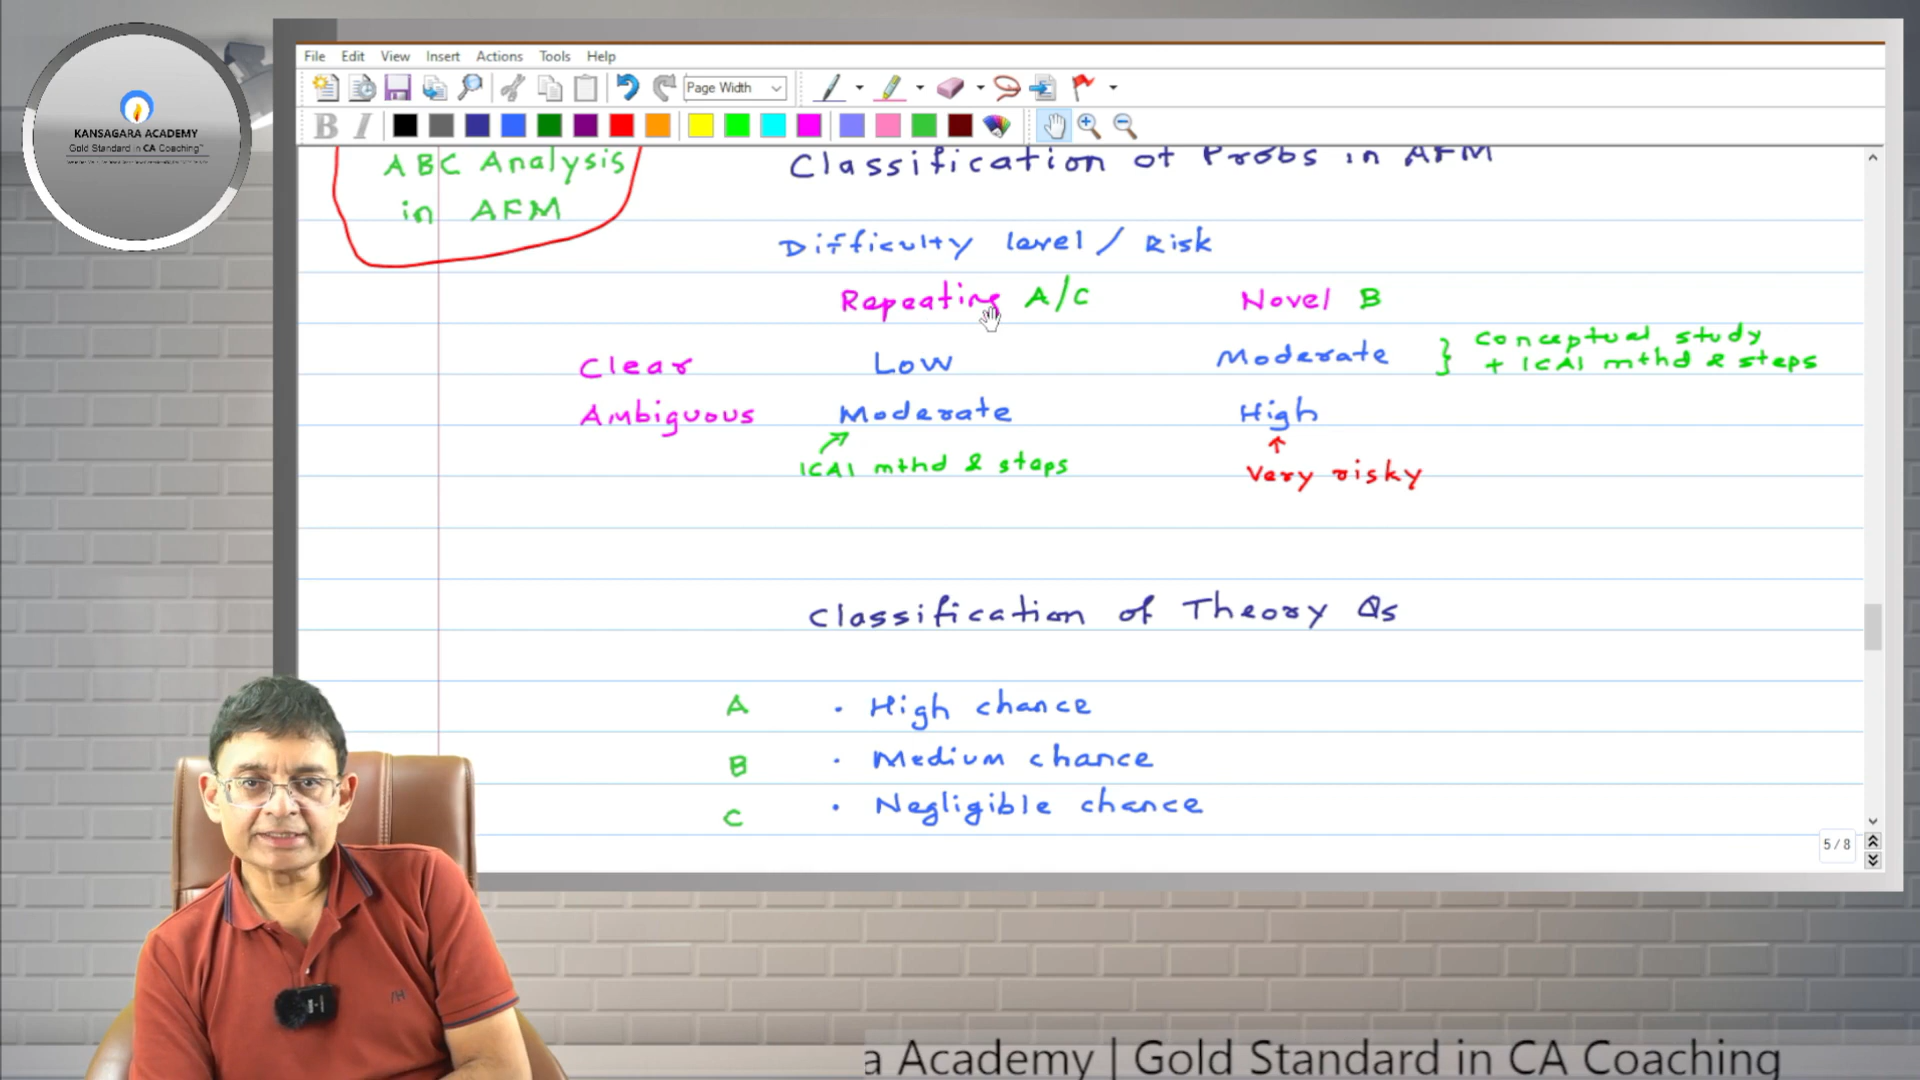 KANSAGARA ACADEMY
Gold Standard in CA Coaching™
File Edit View Insert Actions Tools Help
Page Width
B I
ABC Analysis
in AFM
Classification of Probs in AFM
Difficulty level / Risk
Repeating A/C Novel B
Clear Low Moderate } Conceptual study
+ ICAI mthd & steps
Ambiguous Moderate High
ICAI mthd & steps Very risky
Classification of Theory Qs
A · High chance
B · Medium chance
C · Negligible chance
5 / 8
a Academy | Gold Standard in CA Coaching